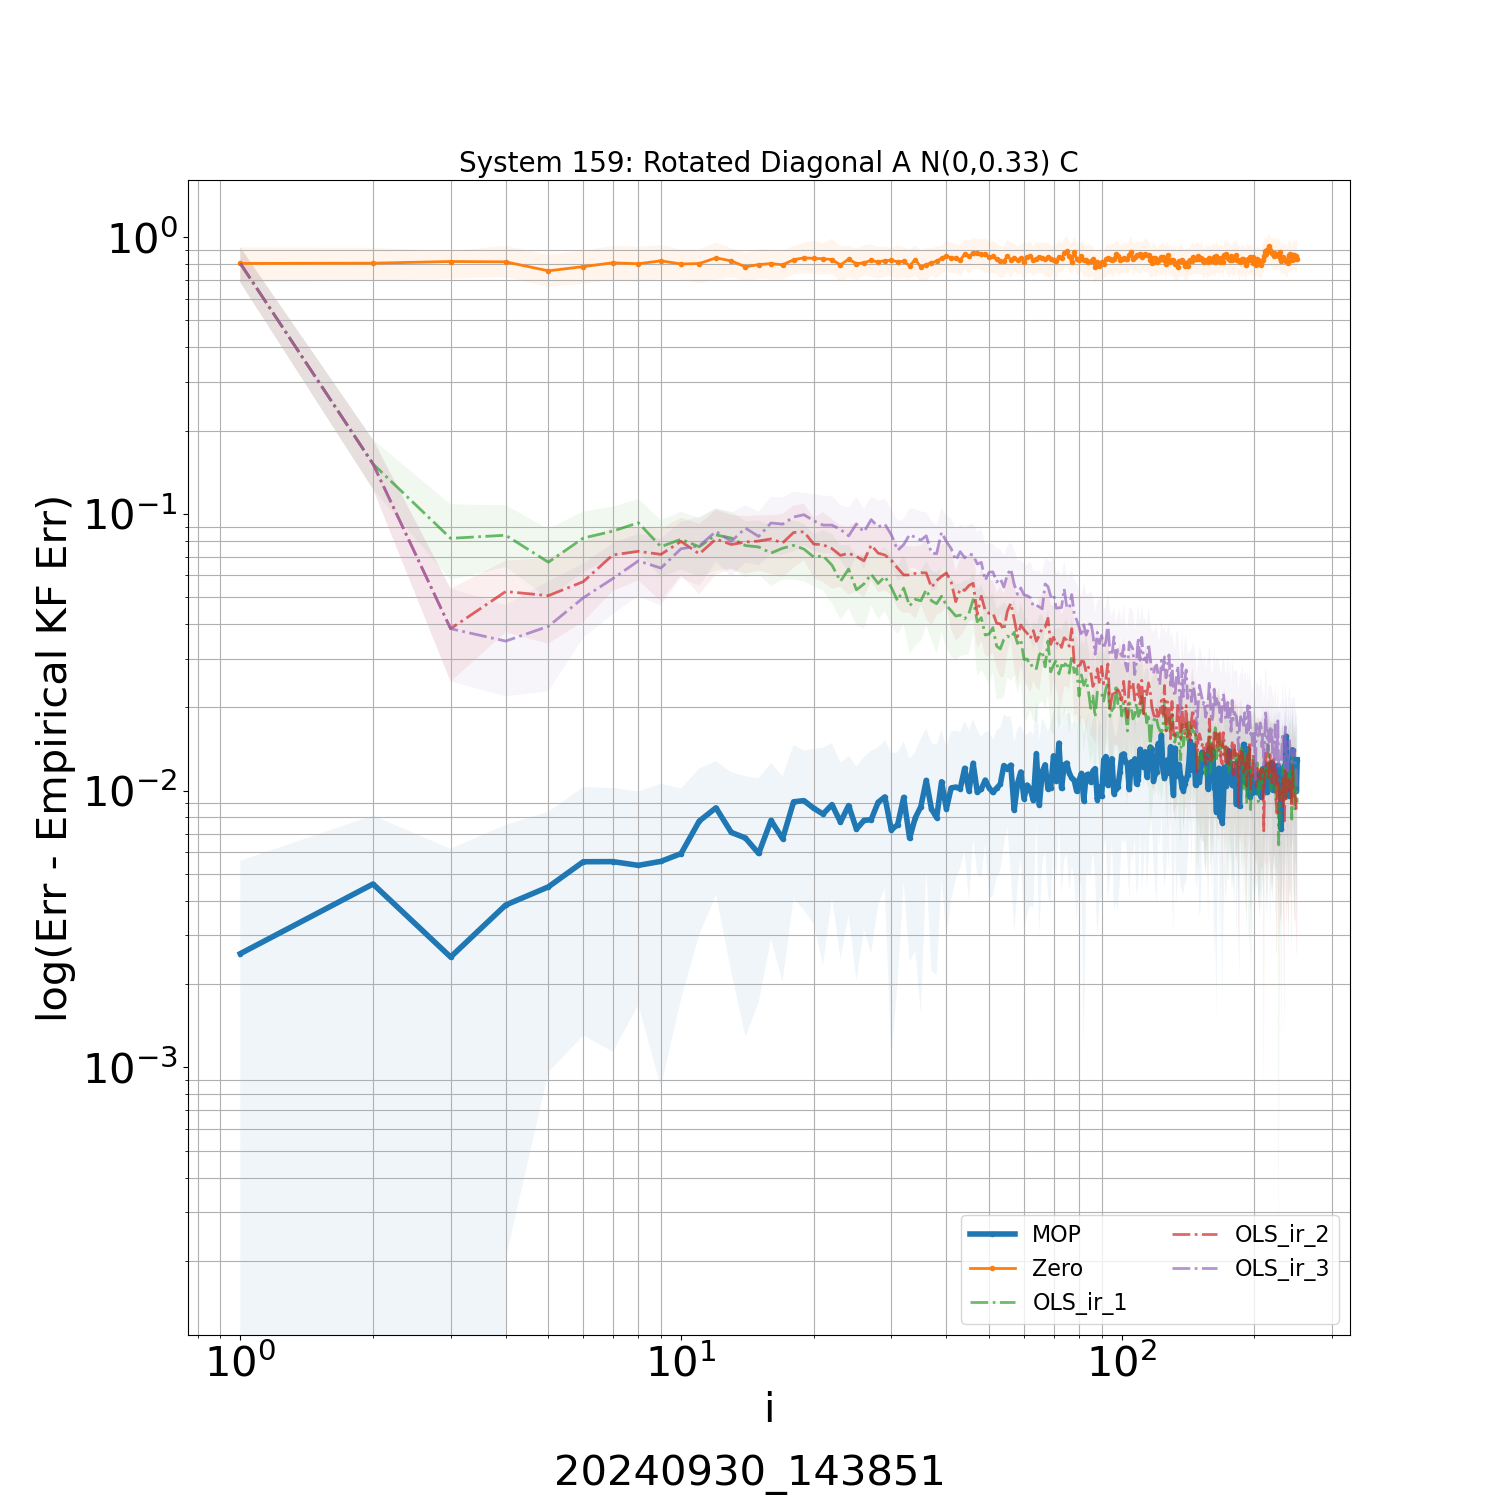 System 159: Rotated Diagonal A N(0,0.33) C
log(Err - Empirical KF Err)
10⁰
10⁻¹
10⁻²
10⁻³
MOP
Zero
OLS_ir_1
OLS_ir_2
OLS_ir_3
10⁰ 10¹ 10²
i
20240930_143851